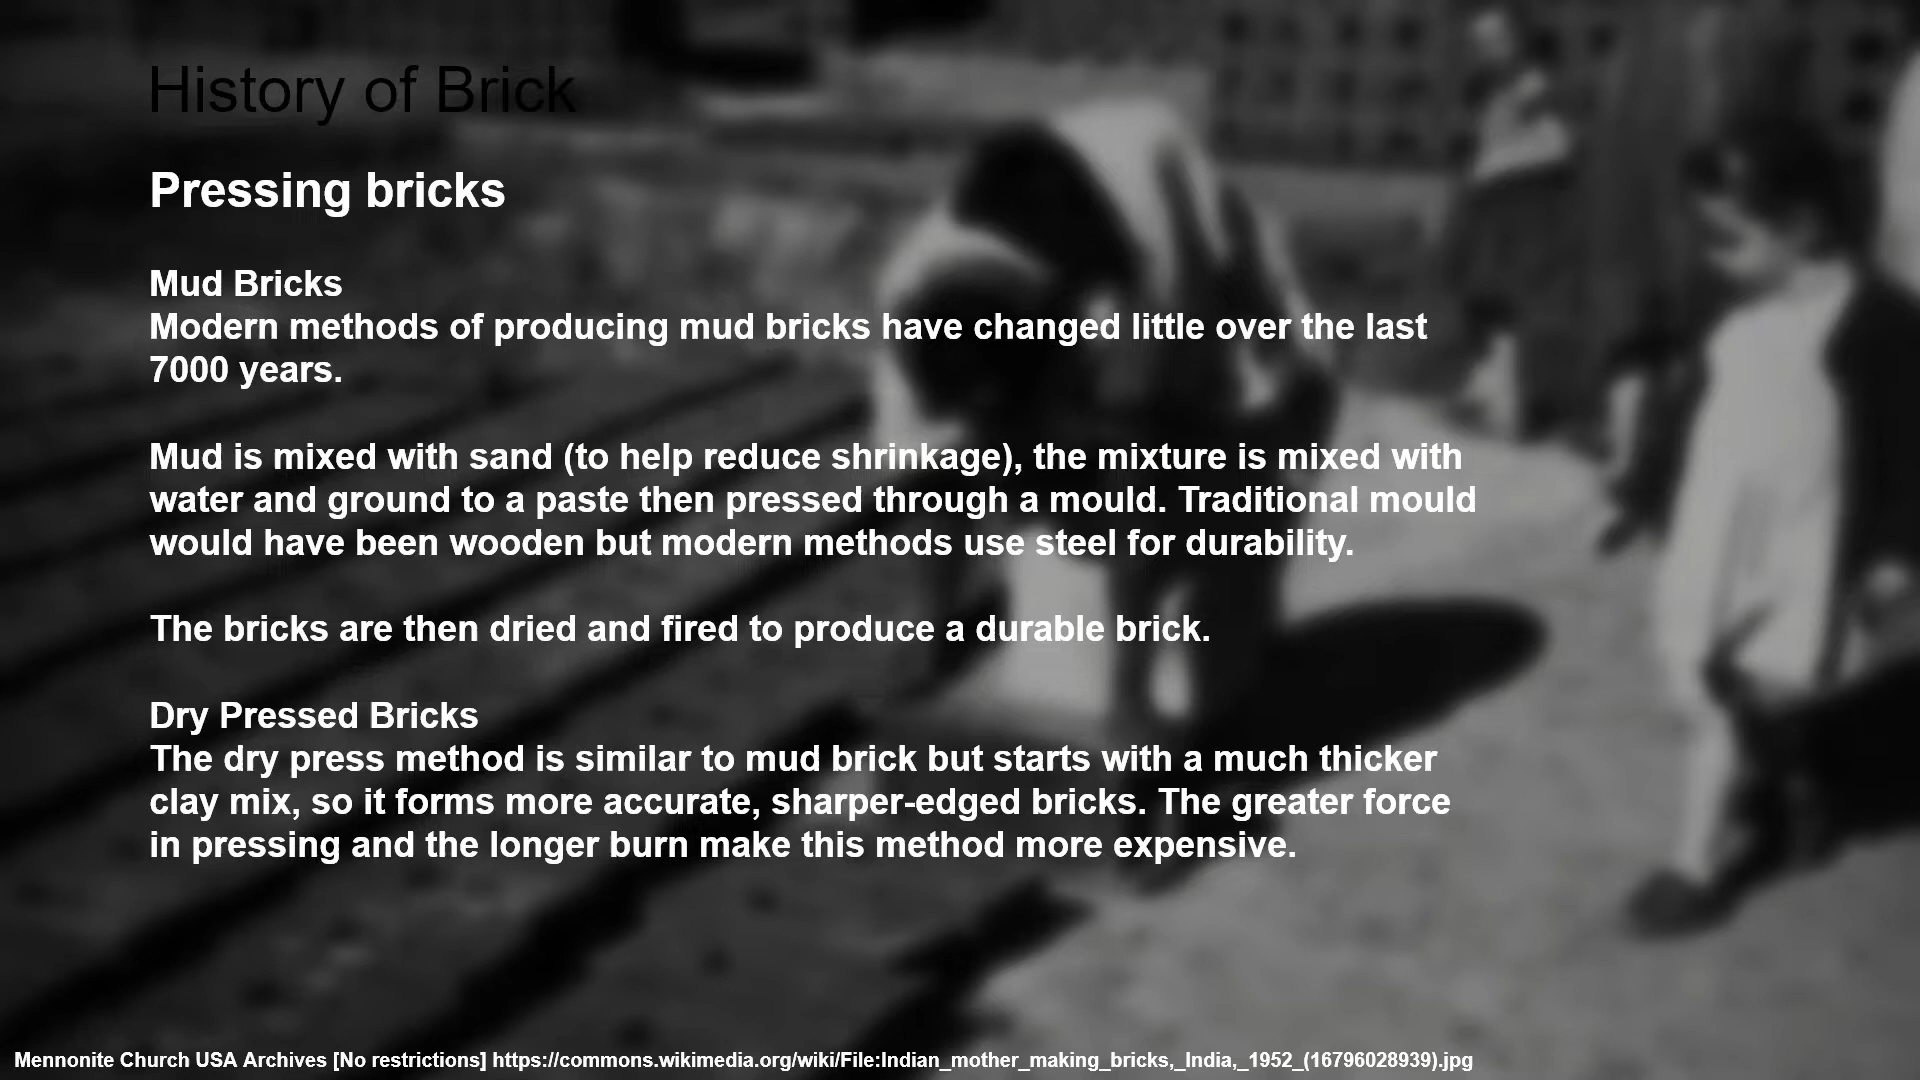 History of Brick
Pressing bricks
Mud Bricks
Modern methods of producing mud bricks have changed little over the last
7000 years.
Mud is mixed with sand (to help reduce shrinkage), the mixture is mixed with
water and ground to a paste then pressed through a mould. Traditional mould
would have been wooden but modern methods use steel for durability.
The bricks are then dried and fired to produce a durable brick.
Dry Pressed Bricks
The dry press method is similar to mud brick but starts with a much thicker
clay mix, so it forms more accurate, sharper-edged bricks. The greater force
in pressing and the longer burn make this method more expensive.
Mennonite Church USA Archives [No restrictions] https://commons.wikimedia.org/wiki/File:Indian_mother_making_bricks,_India,_1952_(16796028939).jpg